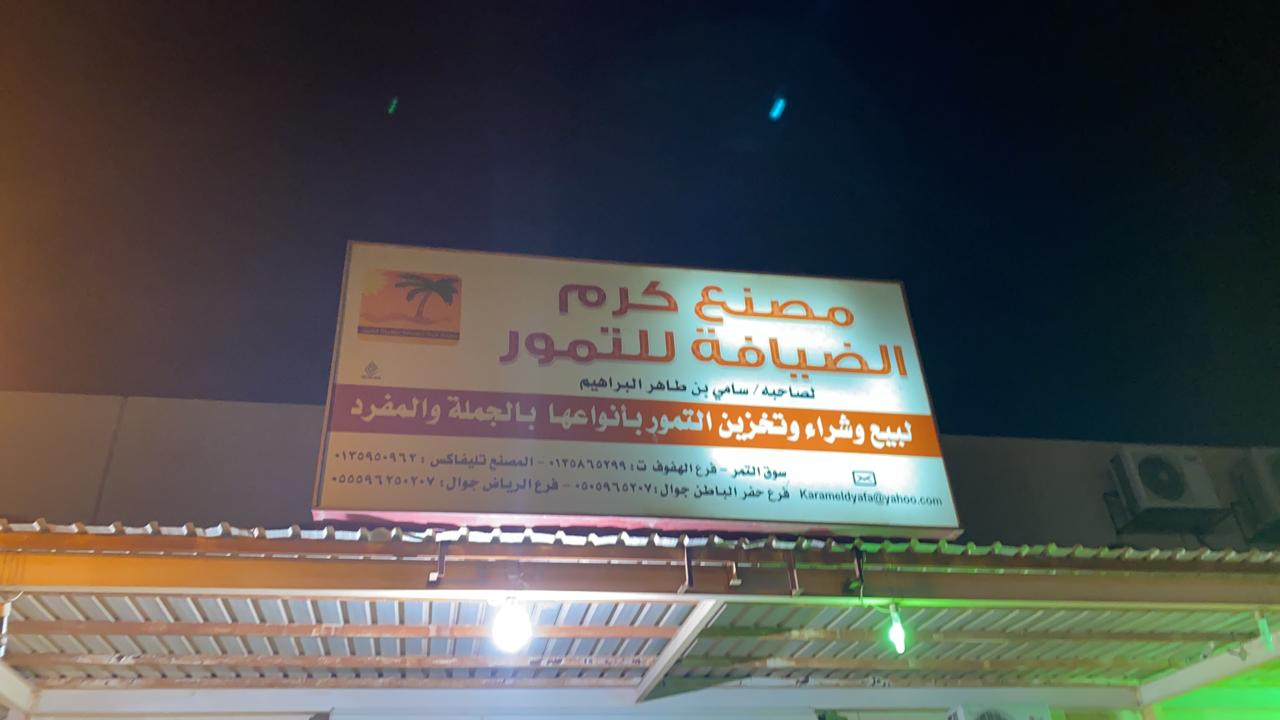 مصنع كرم
الضيافة للتمور
لصاحبه / سامي بن طاهر البراهيم
لبيع وشراء وتخزين التمور بأنواعها بالجملة والمفرد
سوق التمر - فرع الهفوف ت : ٠١٣٥٨٦٥٢٩٩ - المصنع تليفاكس : ٠١٣٥٩٥٠٩٦٢
فرع حفر الباطن جوال : ٠٥٠٥٩٦٥٢٠٧ - فرع الرياض جوال : ٠٥٥٥٩٦٢٥٠٢٠٧
Karameldyafa@yahoo.com